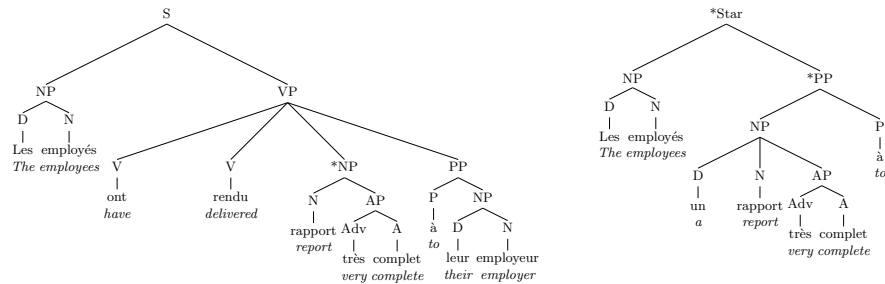 S
NP VP
D N
Les employés
The employees
V V *NP PP
ont rendu N AP P NP
have delivered rapport Adv A à D N
report très complet to leur employeur
very complete their employer
*Star
NP *PP
D N NP P
Les employés à
The employees to
D N AP
un rapport Adv A
a report très complet
very complete